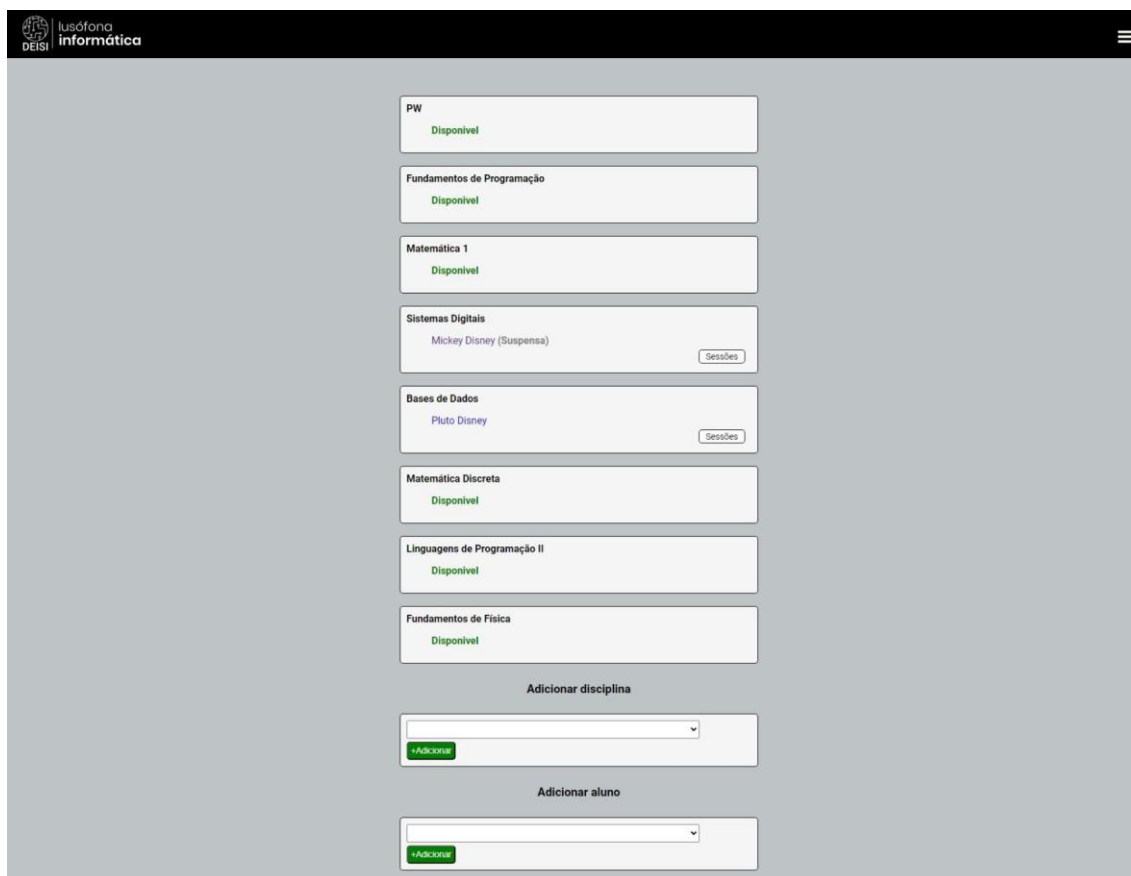 DEISI
lusófona
informática
PW
Disponivel
Fundamentos de Programação
Disponivel
Matemática 1
Disponivel
Sistemas Digitais
Mickey Disney (Suspensa)
Sessões
Bases de Dados
Pluto Disney
Sessões
Matemática Discreta
Disponivel
Linguagens de Programação II
Disponivel
Fundamentos de Física
Disponivel
Adicionar disciplina
+Adicionar
Adicionar aluno
+Adicionar